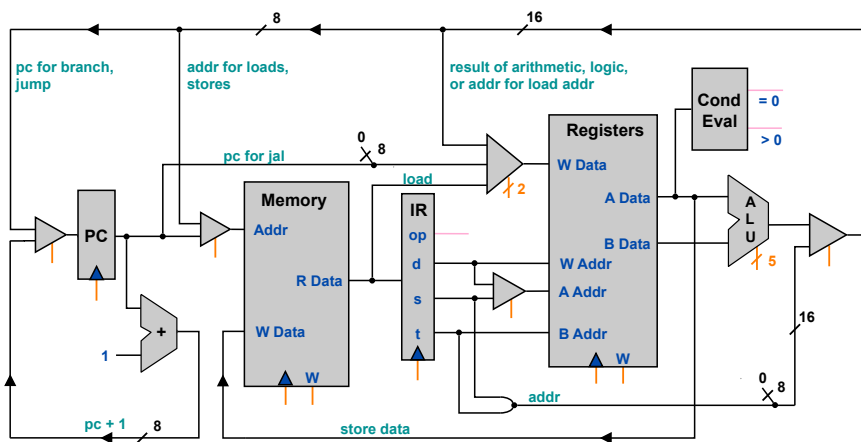 8
16
pc for branch,
jump
addr for loads,
stores
result of arithmetic, logic,
or addr for load addr
Cond
Eval
= 0
> 0
Registers
0
8
pc for jal
W Data
load
2
Memory
IR
A Data
A
L
U
PC
Addr
op
B Data
d
W Addr
5
R Data
s
A Addr
+
W Data
t
B Addr
16
1
W
W
0
8
addr
pc + 1
8
store data